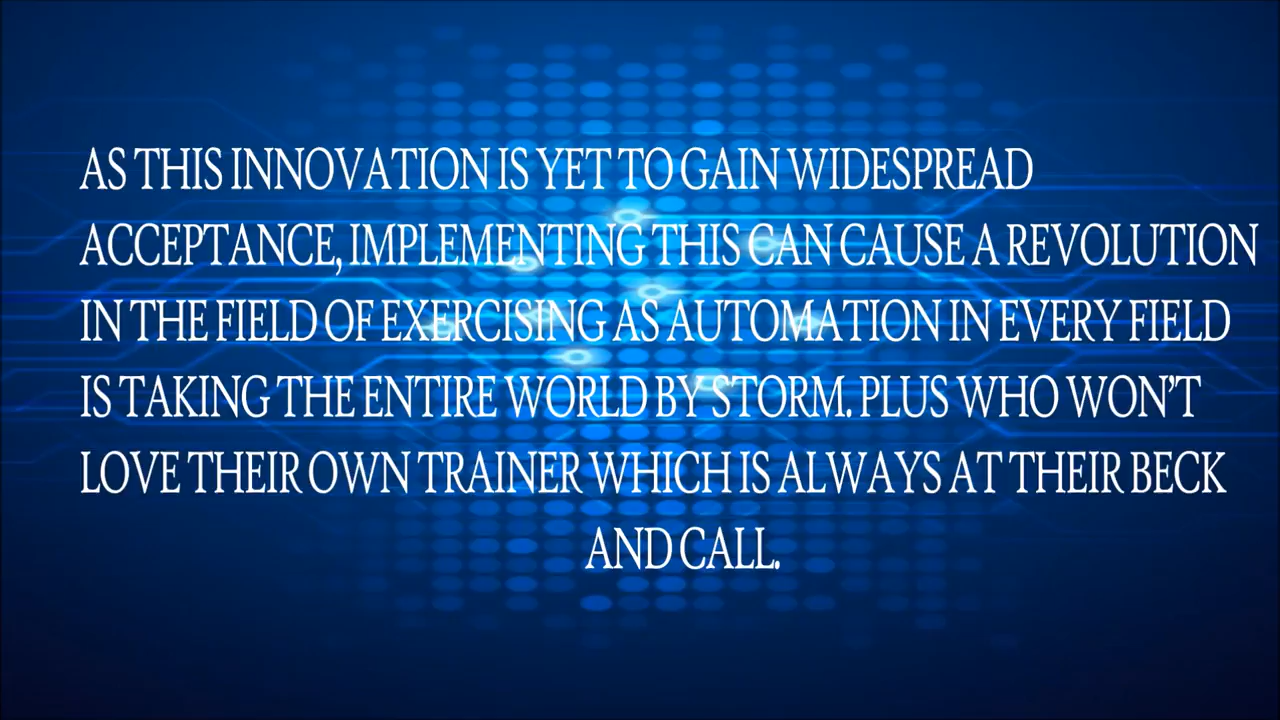 AS THIS INNOVATION IS YET TO GAIN WIDESPREAD
ACCEPTANCE, IMPLEMENTING THIS CAN CAUSE A REVOLUTION
IN THE FIELD OF EXERCISING AS AUTOMATION IN EVERY FIELD
IS TAKING THE ENTIRE WORLD BY STORM. PLUS WHO WON’T
LOVE THEIR OWN TRAINER WHICH IS ALWAYS AT THEIR BECK
AND CALL.